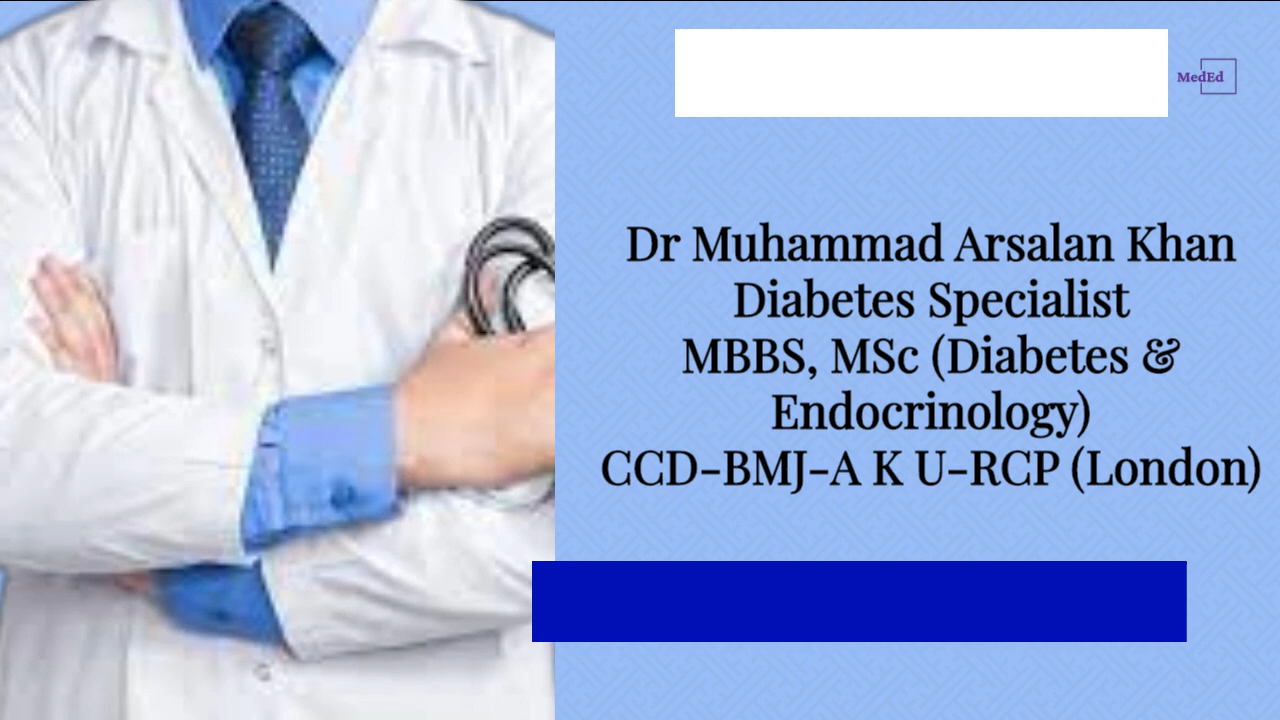 MedEd
Dr Muhammad Arsalan Khan
Diabetes Specialist
MBBS, MSc (Diabetes &
Endocrinology)
CCD-BMJ-A K U-RCP (London)